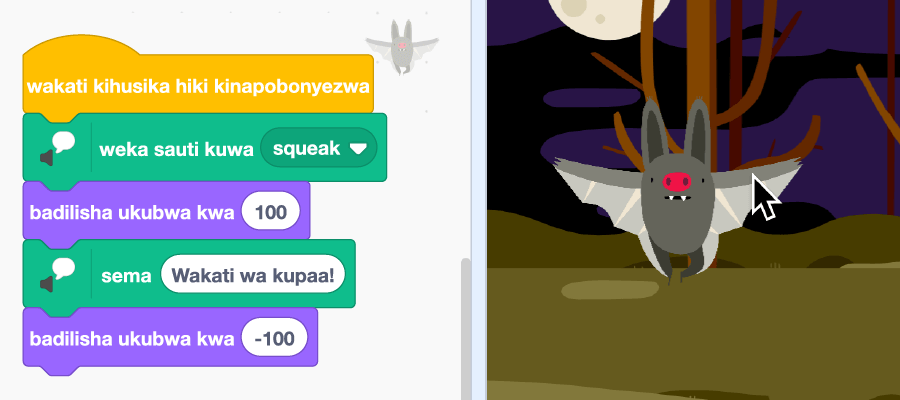 wakati kihusika hiki kinapobonyezwa
weka sauti kuwa squeak
badilisha ukubwa kwa 100
sema Wakati wa kupaa!
badilisha ukubwa kwa -100